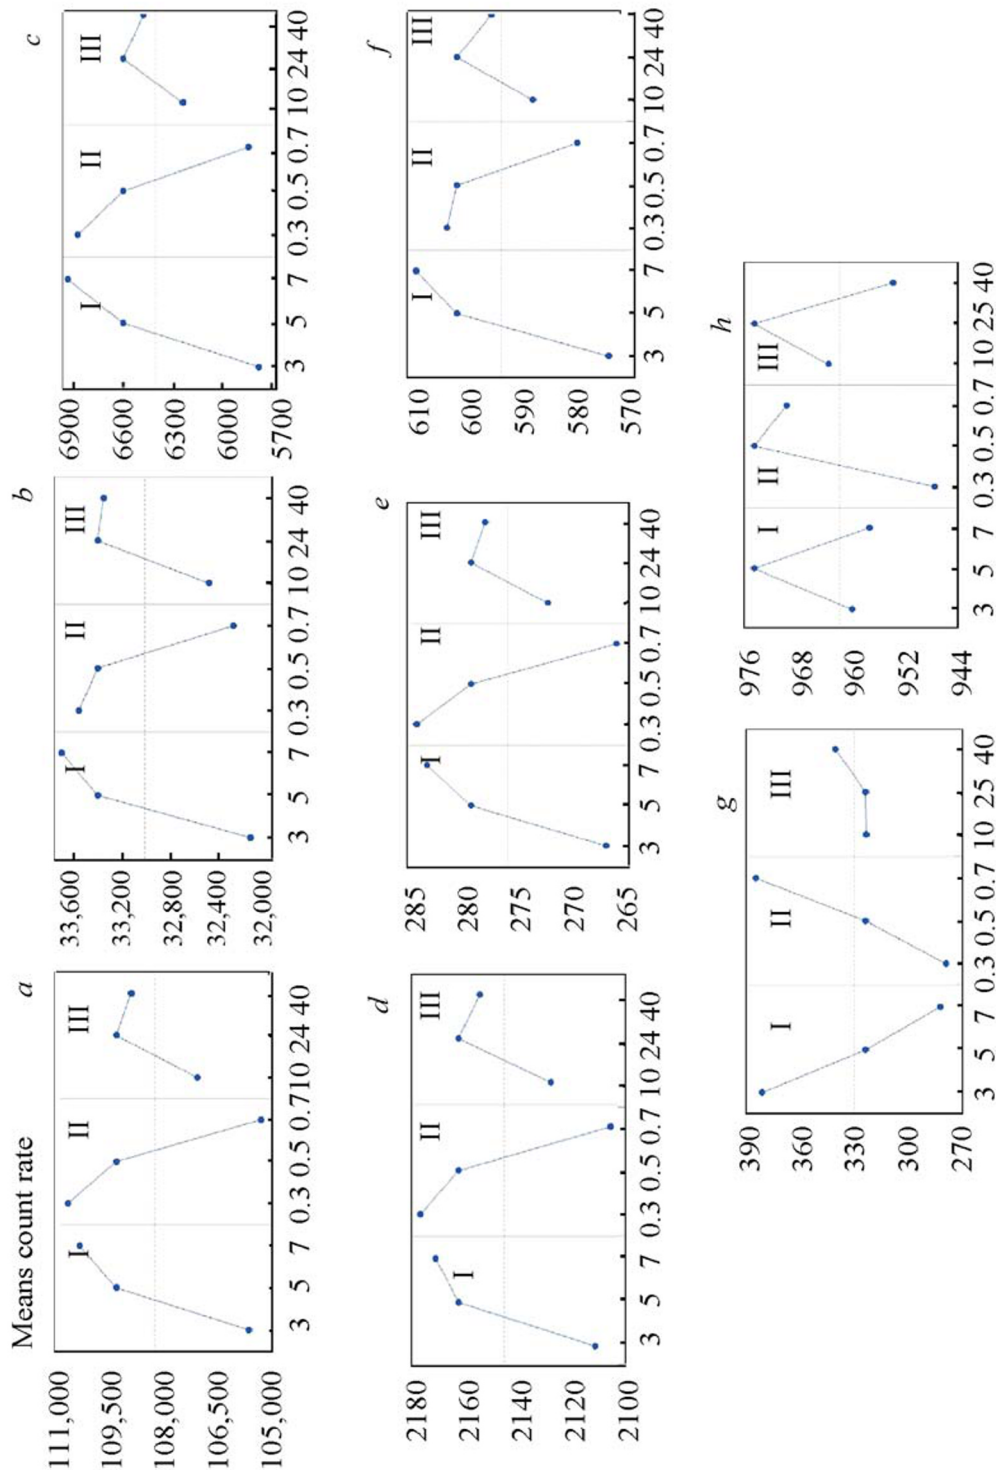 Means count rate
a
111,000
109,500
108,000
106,500
105,000
I
II
III
3 5 7 0.3 0.5 0.710 24 40
b
33,600
33,200
32,800
32,400
32,000
I
II
III
3 5 7 0.3 0.5 0.7 10 24 40
c
6900
6600
6300
6000
5700
I
II
III
3 5 7 0.3 0.5 0.7 10 24 40
d
2180
2160
2140
2120
2100
I
II
III
3 5 7 0.3 0.5 0.7 10 24 40
e
285
280
275
270
265
I
II
III
3 5 7 0.3 0.5 0.7 10 24 40
f
610
600
590
580
570
I
II
III
3 5 7 0.3 0.5 0.7 10 24 40
g
390
360
330
300
270
I
II
III
3 5 7 0.3 0.5 0.7 10 25 40
h
976
968
960
952
944
I
II
III
3 5 7 0.3 0.5 0.7 10 25 40